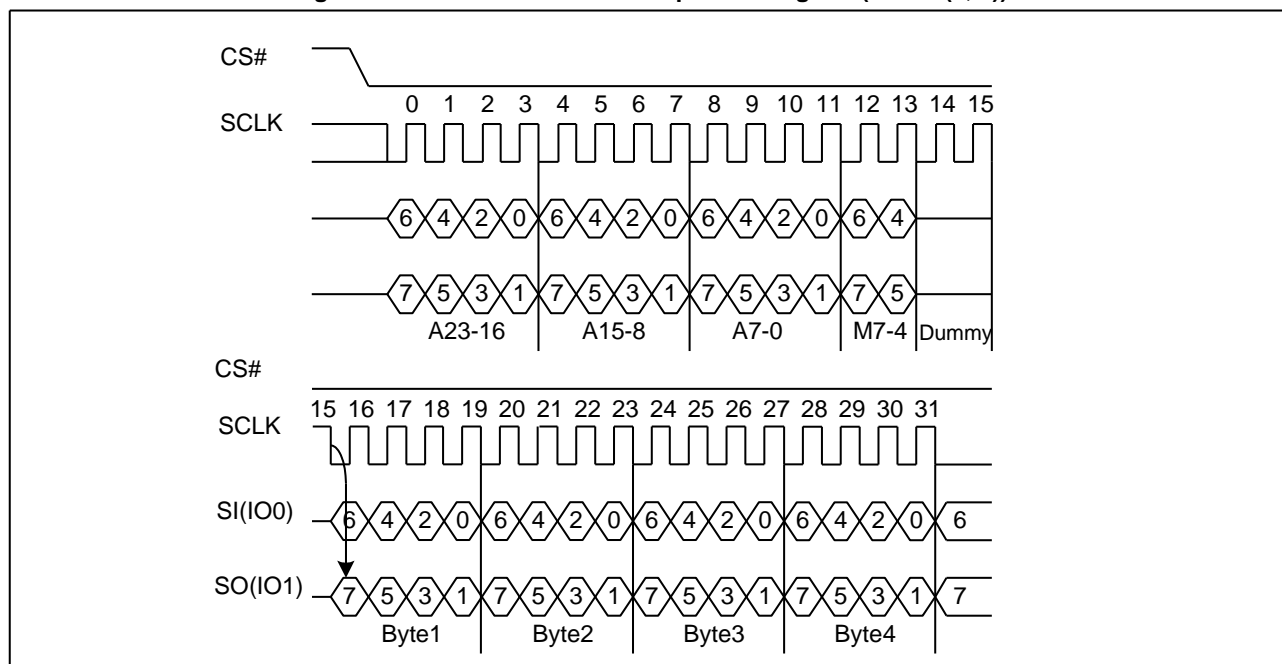 CS#
0 1 2 3 4 5 6 7 8 9 10 11 12 13 14 15
SCLK
6 4 2 0 6 4 2 0 6 4 2 0 6 4
7 5 3 1 7 5 3 1 7 5 3 1 7 5
A23-16 A15-8 A7-0 M7-4 Dummy
CS#
15 16 17 18 19 20 21 22 23 24 25 26 27 28 29 30 31
SCLK
SI(IO0) 6 4 2 0 6 4 2 0 6 4 2 0 6 4 2 0 6
SO(IO1) 7 5 3 1 7 5 3 1 7 5 3 1 7 5 3 1 7
Byte1 Byte2 Byte3 Byte4